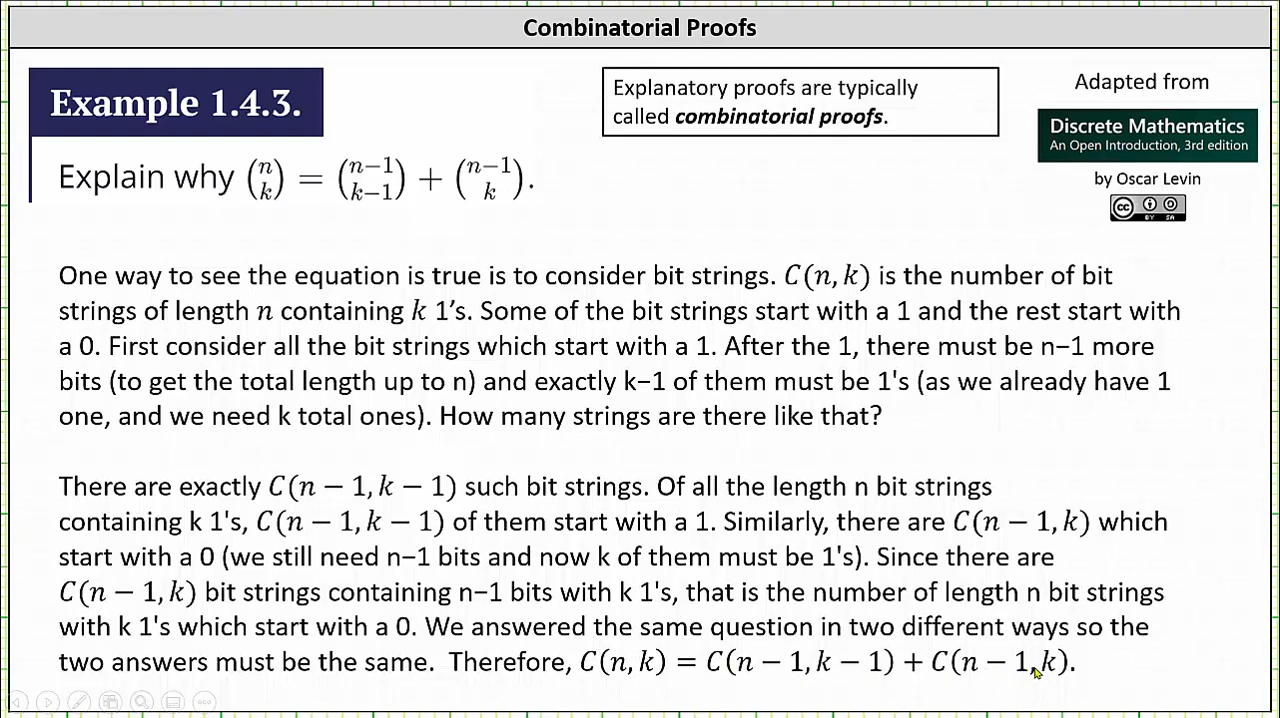 Combinatorial Proofs
Example 1.4.3.
Explain why $\binom{n}{k} = \binom{n-1}{k-1} + \binom{n-1}{k}$.
Explanatory proofs are typically
called combinatorial proofs.
Adapted from
Discrete Mathematics
An Open Introduction, 3rd edition
by Oscar Levin
cc
BY SA
One way to see the equation is true is to consider bit strings. C(n, k) is the number of bit
strings of length n containing k 1’s. Some of the bit strings start with a 1 and the rest start with
a 0. First consider all the bit strings which start with a 1. After the 1, there must be n−1 more
bits (to get the total length up to n) and exactly k−1 of them must be 1's (as we already have 1
one, and we need k total ones). How many strings are there like that?
There are exactly C(n − 1, k − 1) such bit strings. Of all the length n bit strings
containing k 1's, C(n − 1, k − 1) of them start with a 1. Similarly, there are C(n − 1, k) which
start with a 0 (we still need n−1 bits and now k of them must be 1's). Since there are
C(n − 1, k) bit strings containing n−1 bits with k 1's, that is the number of length n bit strings
with k 1's which start with a 0. We answered the same question in two different ways so the
two answers must be the same.  Therefore, C(n, k) = C(n − 1, k − 1) + C(n − 1, k).